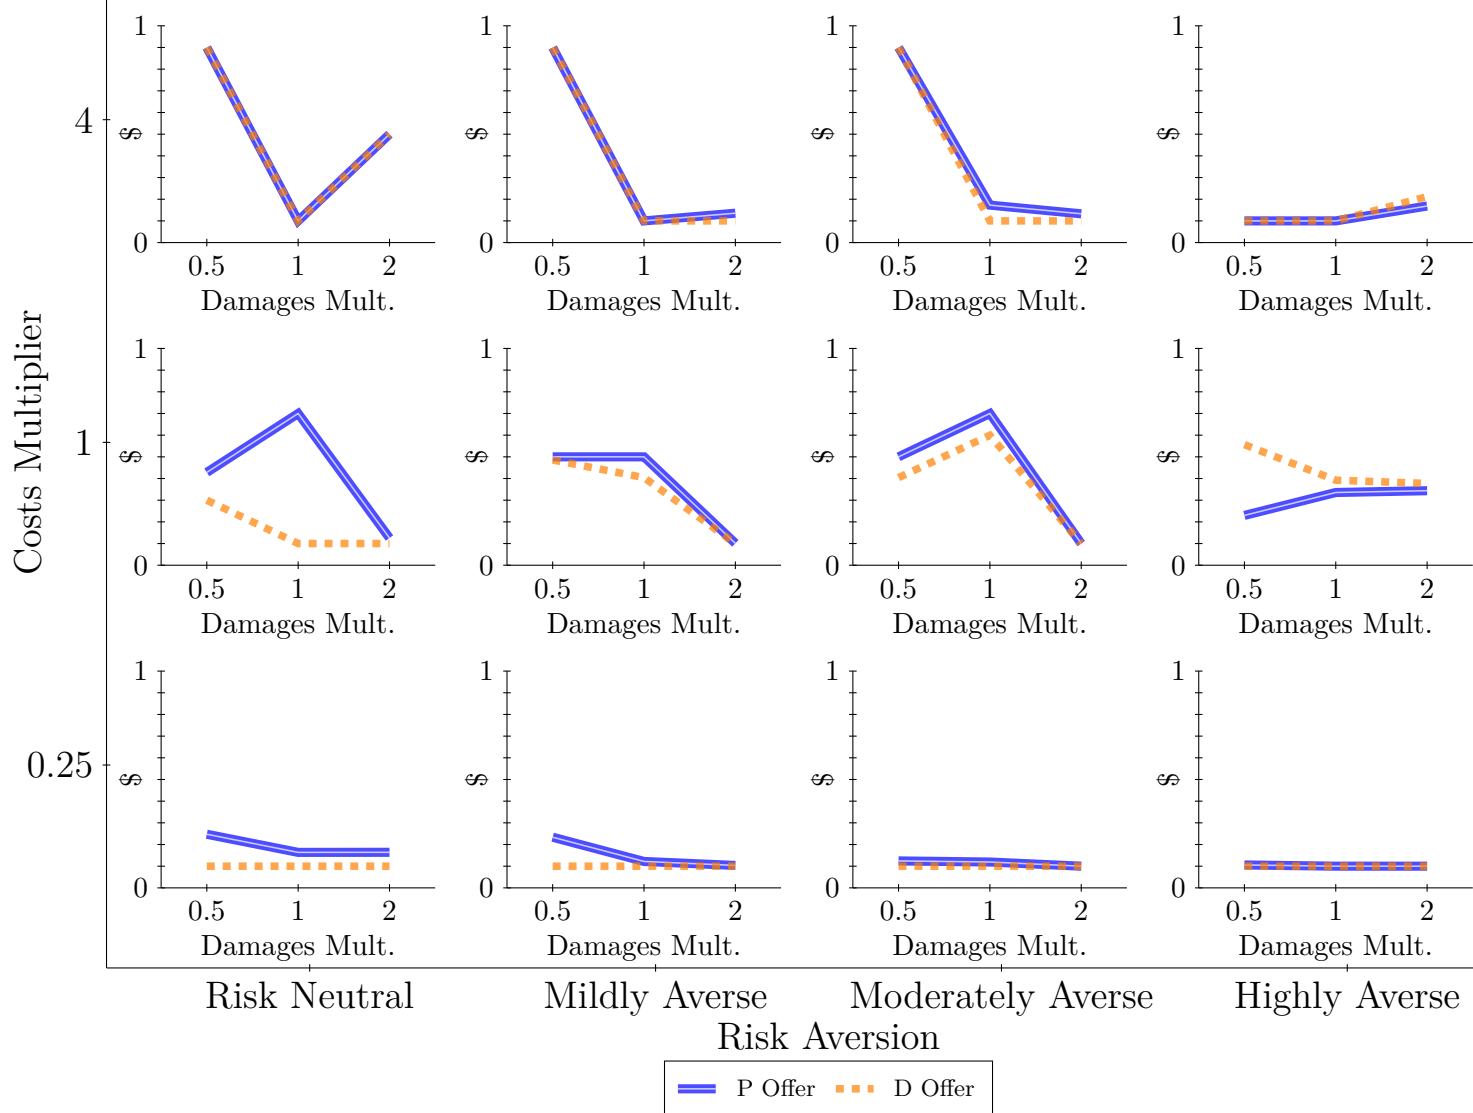 1 1 1 1
4
$ $ $ $
0 0 0 0
0.5 1 2 0.5 1 2 0.5 1 2 0.5 1 2
Damages Mult. Damages Mult. Damages Mult. Damages Mult.
Costs Multiplier
1 1 1 1
1
$ $ $ $
0 0 0 0
0.5 1 2 0.5 1 2 0.5 1 2 0.5 1 2
Damages Mult. Damages Mult. Damages Mult. Damages Mult.
1 1 1 1
0.25
$ $ $ $
0 0 0 0
0.5 1 2 0.5 1 2 0.5 1 2 0.5 1 2
Damages Mult. Damages Mult. Damages Mult. Damages Mult.
Risk Neutral Mildly Averse Moderately Averse Highly Averse
Risk Aversion
P Offer D Offer